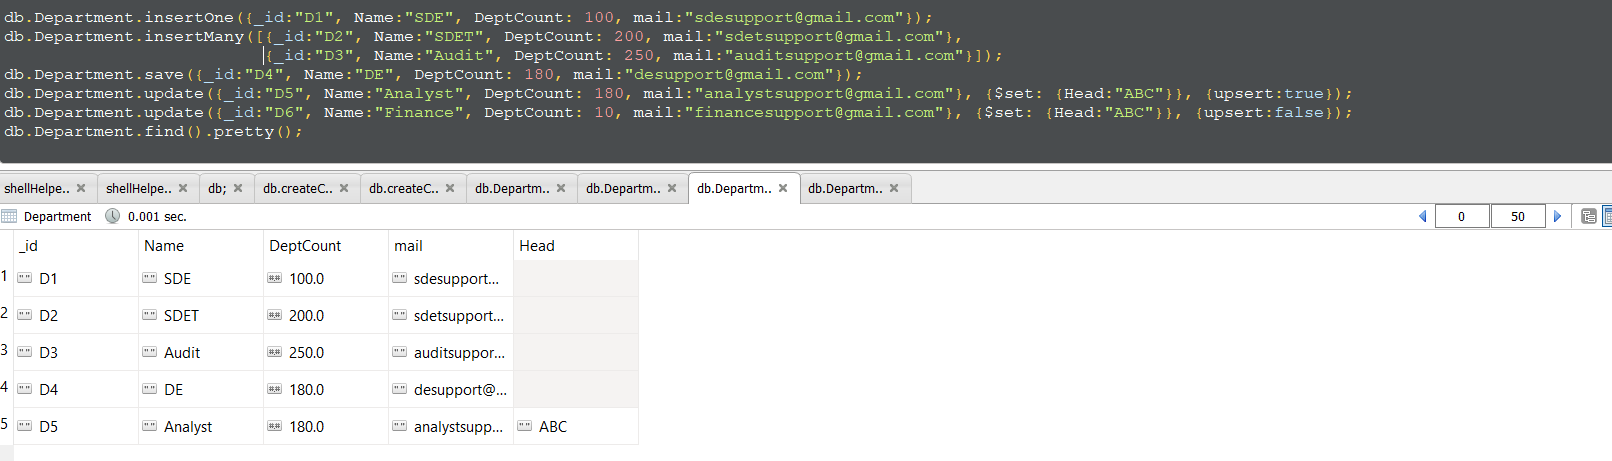 db.Department.insertOne({_id:"D1", Name:"SDE", DeptCount: 100, mail:"sdesupport@gmail.com"});
db.Department.insertMany([{_id:"D2", Name:"SDET", DeptCount: 200, mail:"sdetsupport@gmail.com"},
{_id:"D3", Name:"Audit", DeptCount: 250, mail:"auditsupport@gmail.com"}]);
db.Department.save({_id:"D4", Name:"DE", DeptCount: 180, mail:"desupport@gmail.com"});
db.Department.update({_id:"D5", Name:"Analyst", DeptCount: 180, mail:"analystsupport@gmail.com"}, {$set: {Head:"ABC"}}, {upsert:true});
db.Department.update({_id:"D6", Name:"Finance", DeptCount: 10, mail:"financesupport@gmail.com"}, {$set: {Head:"ABC"}}, {upsert:false});
db.Department.find().pretty();
shellHelpe.. shellHelpe.. db; db.createC.. db.createC.. db.Departm.. db.Departm.. db.Departm.. db.Departm..
Department 0.001 sec. 0 50
_id Name DeptCount mail Head
1 D1 SDE 100.0 sdesupport...
2 D2 SDET 200.0 sdetsupport...
3 D3 Audit 250.0 auditsuppor...
4 D4 DE 180.0 desupport@...
5 D5 Analyst 180.0 analystsupp... ABC